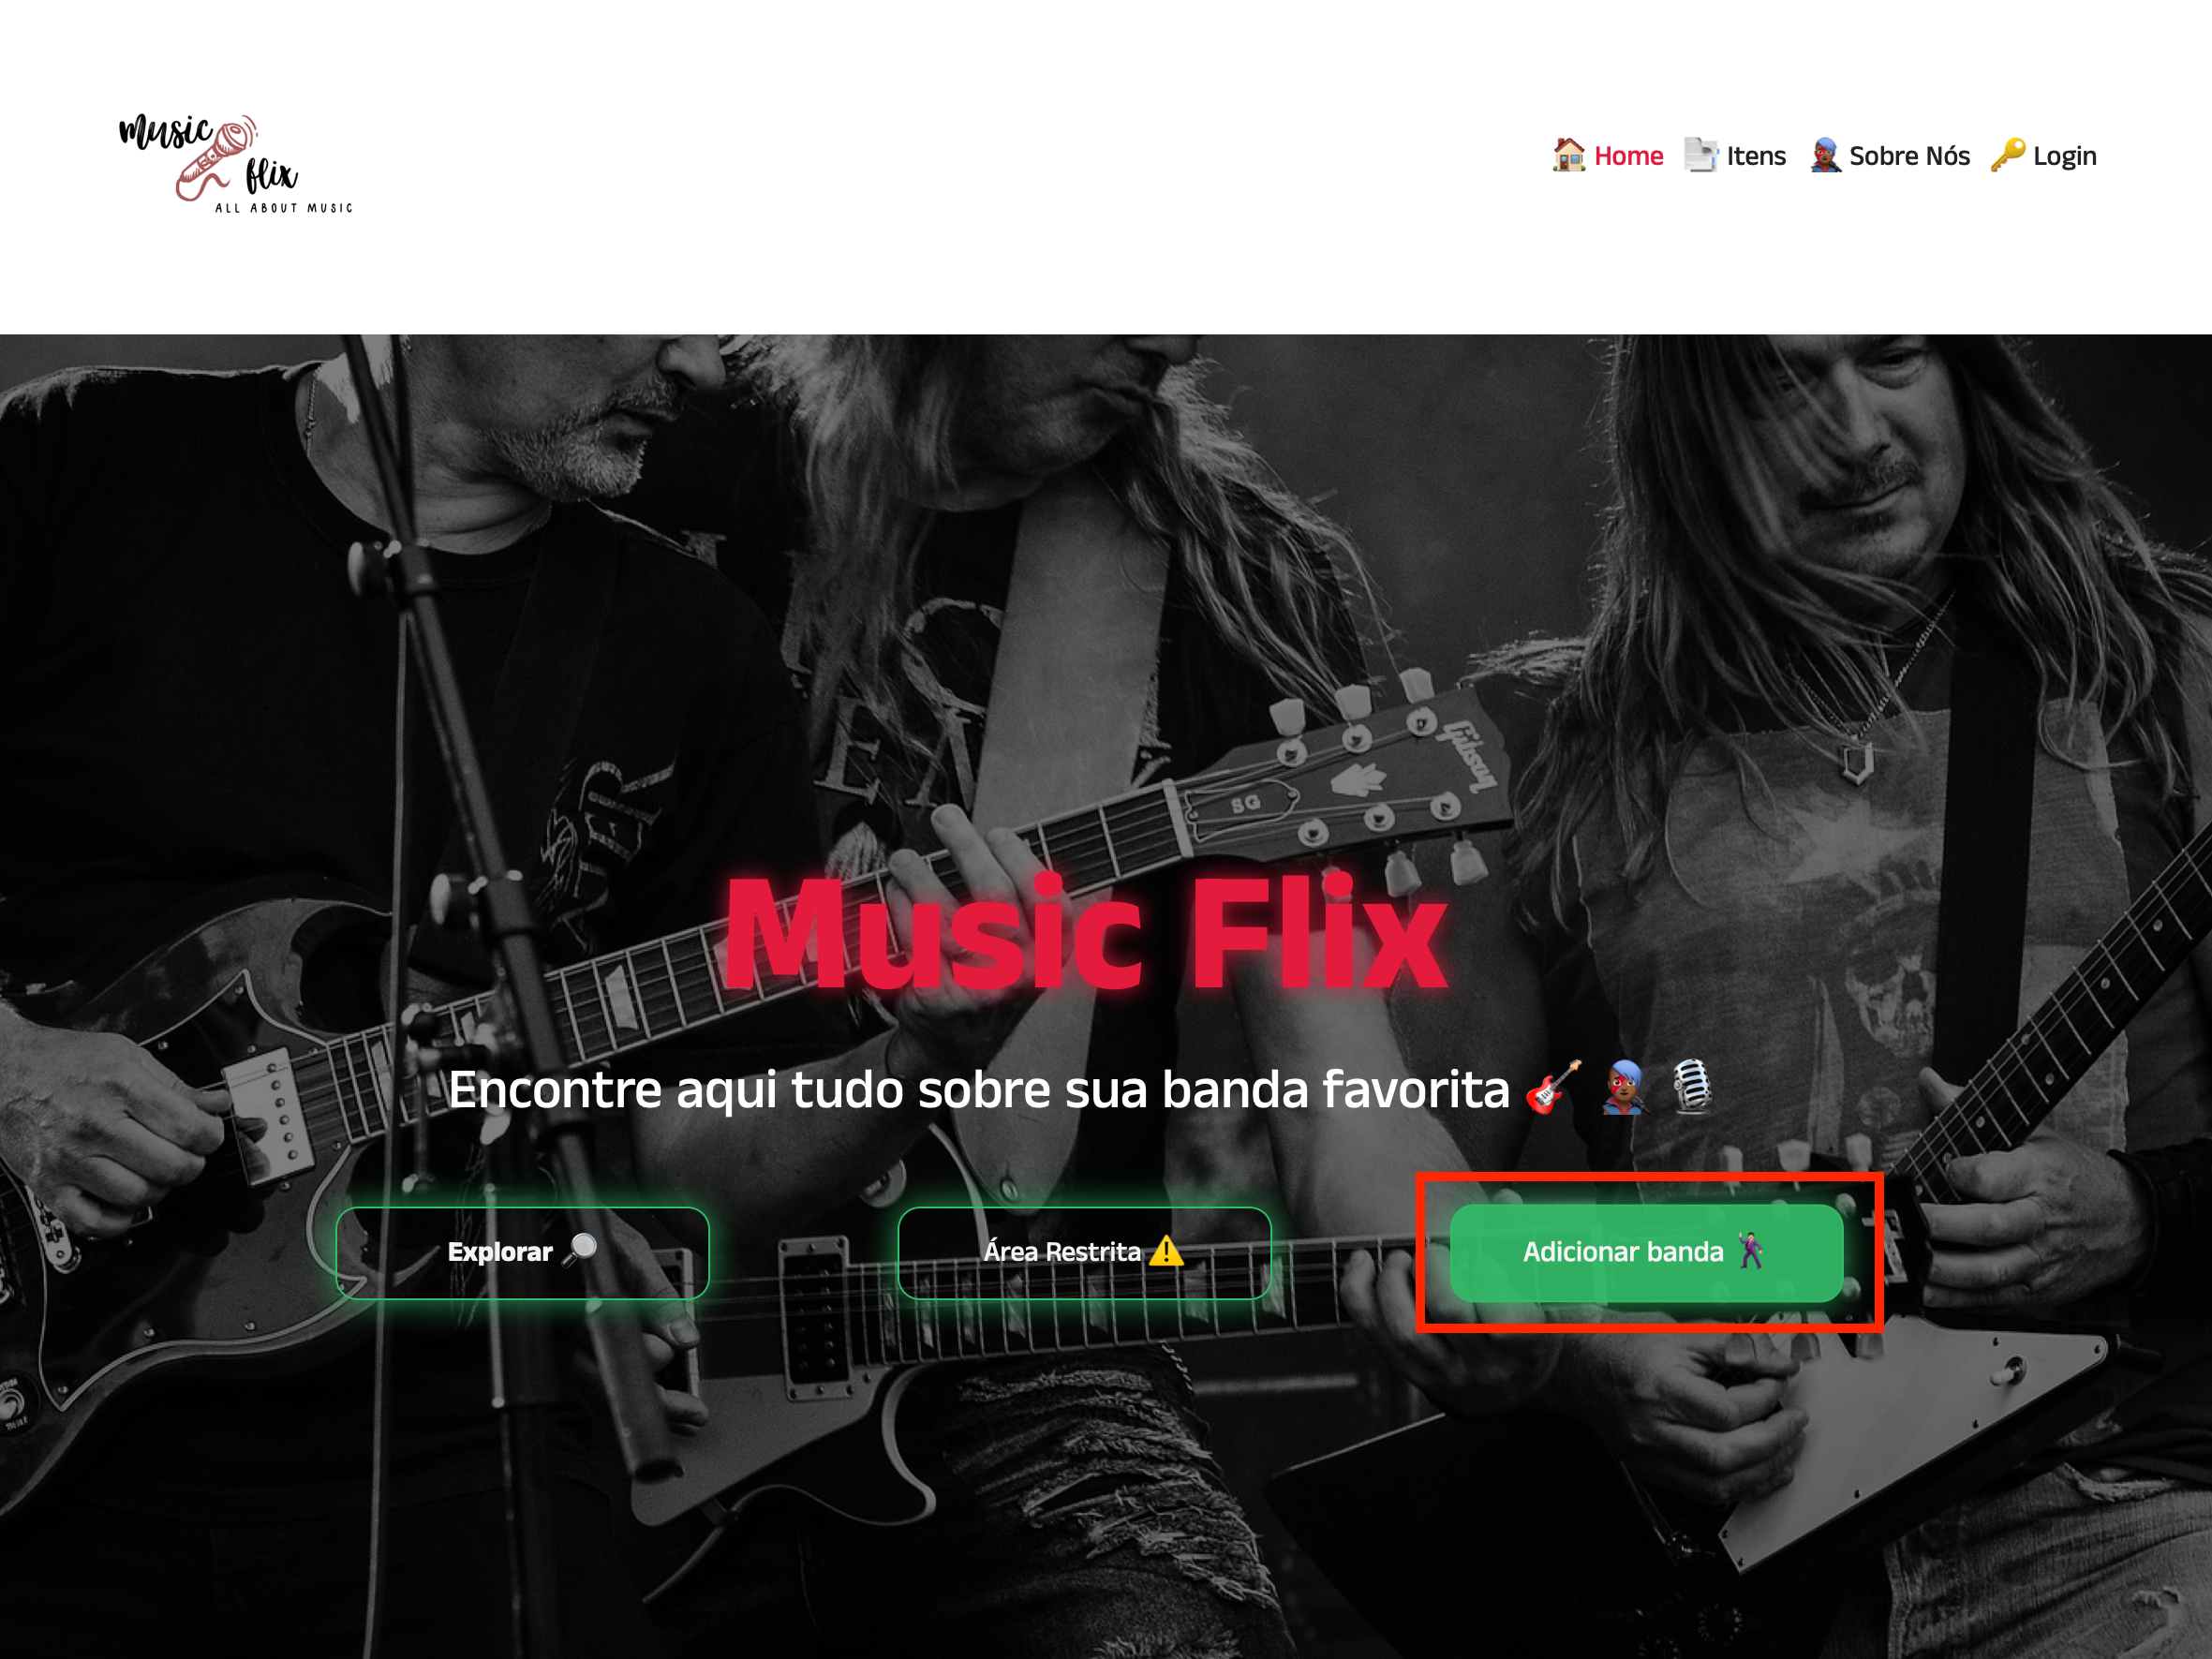 music
flix
ALL ABOUT MUSIC
🏠 Home 📄 Itens 👨🏾‍🎤 Sobre Nós 🔑 Login
Gibson
SG
Music Flix
Encontre aqui tudo sobre sua banda favorita 🎸 👨🏾‍🎤 🎙️
Explorar 🔎
Área Restrita ⚠️
Adicionar banda 🕺